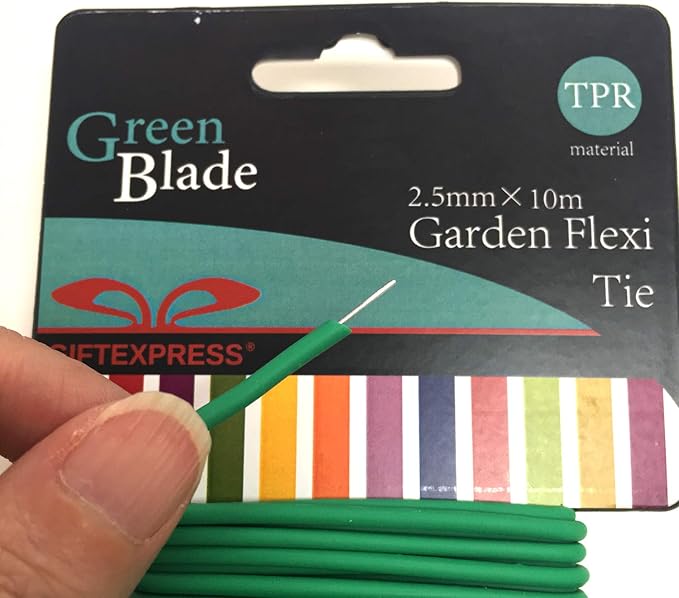 Green
Blade
TPR
material
2.5mm×10m
Garden Flexi
Tie
GIFTEXPRESS®